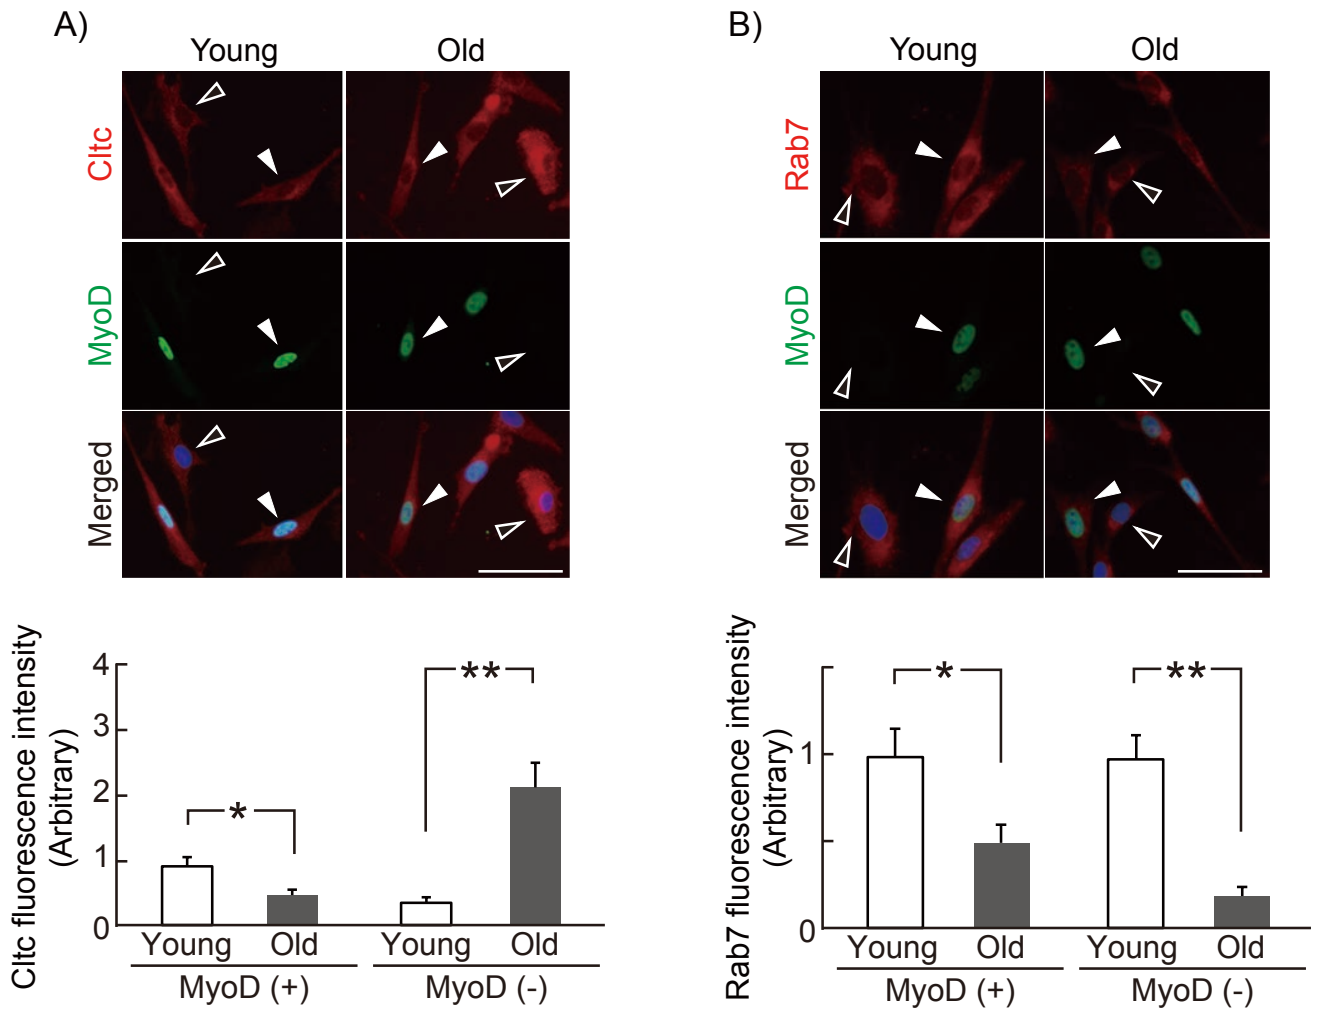 A)
Young Old
Cltc
MyoD
Merged
Cltc fluorescence intensity
(Arbitrary)
4
3
2
1
0
*
**
Young Old Young Old
MyoD (+) MyoD (-)
B)
Young Old
Rab7
MyoD
Merged
Rab7 fluorescence intensity
(Arbitrary)
1
0
*
**
Young Old Young Old
MyoD (+) MyoD (-)